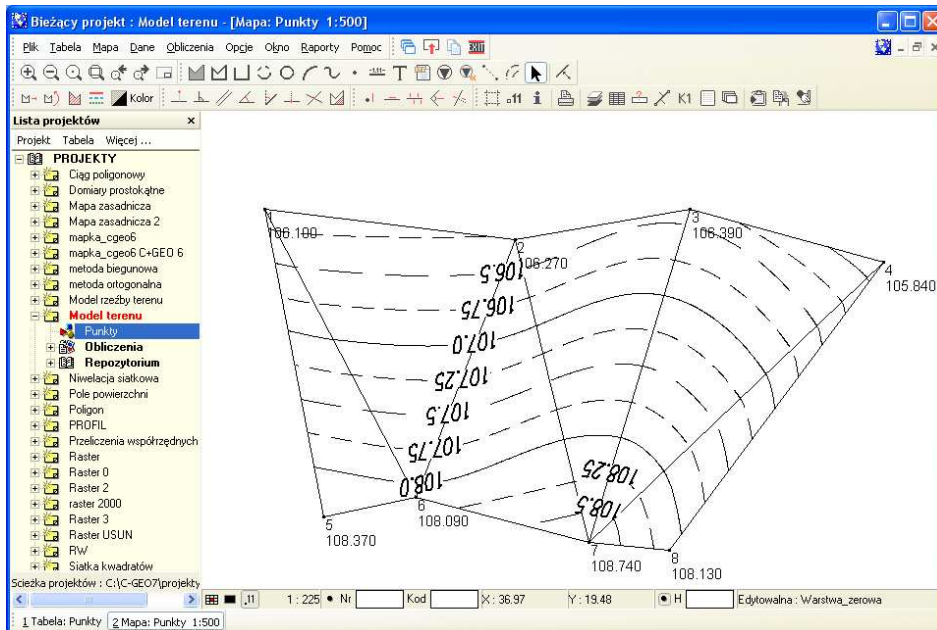 Bieżący projekt : Model terenu - [Mapa: Punkty 1:500]
Plik Tabela Mapa Dane Obliczenia Opcje Okno Raporty Pomoc EXIT
Kolor .11 i K1
Lista projektów x
Projekt Tabela Więcej ...
PROJEKTY
Ciąg poligonowy
Domiary prostokątne
Mapa zasadnicza
Mapa zasadnicza 2
mapka_cgeo6
mapka_cgeo6 C+GEO 6
metoda biegunowa
metoda ortogonalna
Model rzeźby terenu
Model terenu
Punkty
Obliczenia
Repozytorium
Niwelacja siatkowa
Pole powierzchni
Poligon
PROFIL
Przeliczenia współrzędnych
Raster
Raster 0
Raster 2
raster 2000
Raster 3
Raster USUN
RW
Siatka kwadratów
Scieżka projektów : C:\C-GEO7\projekty
1
106.100
2
106.270
3
106.390
4
105.840
106.5
106.75
107.0
107.25
107.5
107.75
108.0
108.25
108.5
5
108.370
6
108.090
7
108.740
8
108.130
,11 1 : 225 Nr Kod X : 36.97 Y : 19.48 H Edytowalna : Warstwa_zerowa
1 Tabela: Punkty 2 Mapa: Punkty 1:500